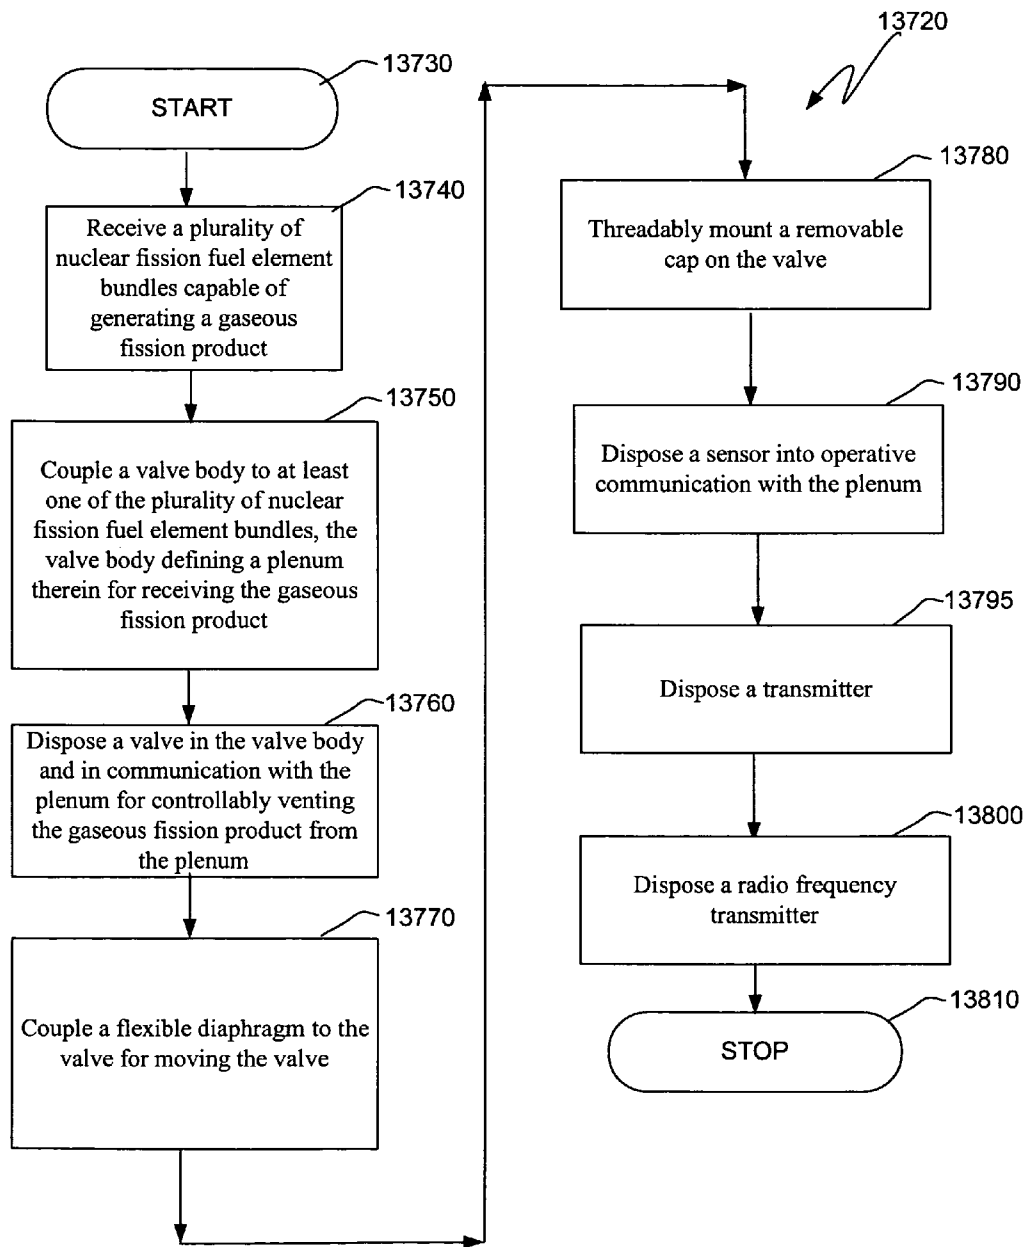 13730
START
13740
Receive a plurality of
nuclear fission fuel element
bundles capable of
generating a gaseous
fission product
13750
Couple a valve body to at least
one of the plurality of nuclear
fission fuel element bundles, the
valve body defining a plenum
therein for receiving the gaseous
fission product
13760
Dispose a valve in the valve body
and in communication with the
plenum for controllably venting
the gaseous fission product from
the plenum
13770
Couple a flexible diaphragm to the
valve for moving the valve
13720
13780
Threadably mount a removable
cap on the valve
13790
Dispose a sensor into operative
communication with the plenum
13795
Dispose a transmitter
13800
Dispose a radio frequency
transmitter
13810
STOP